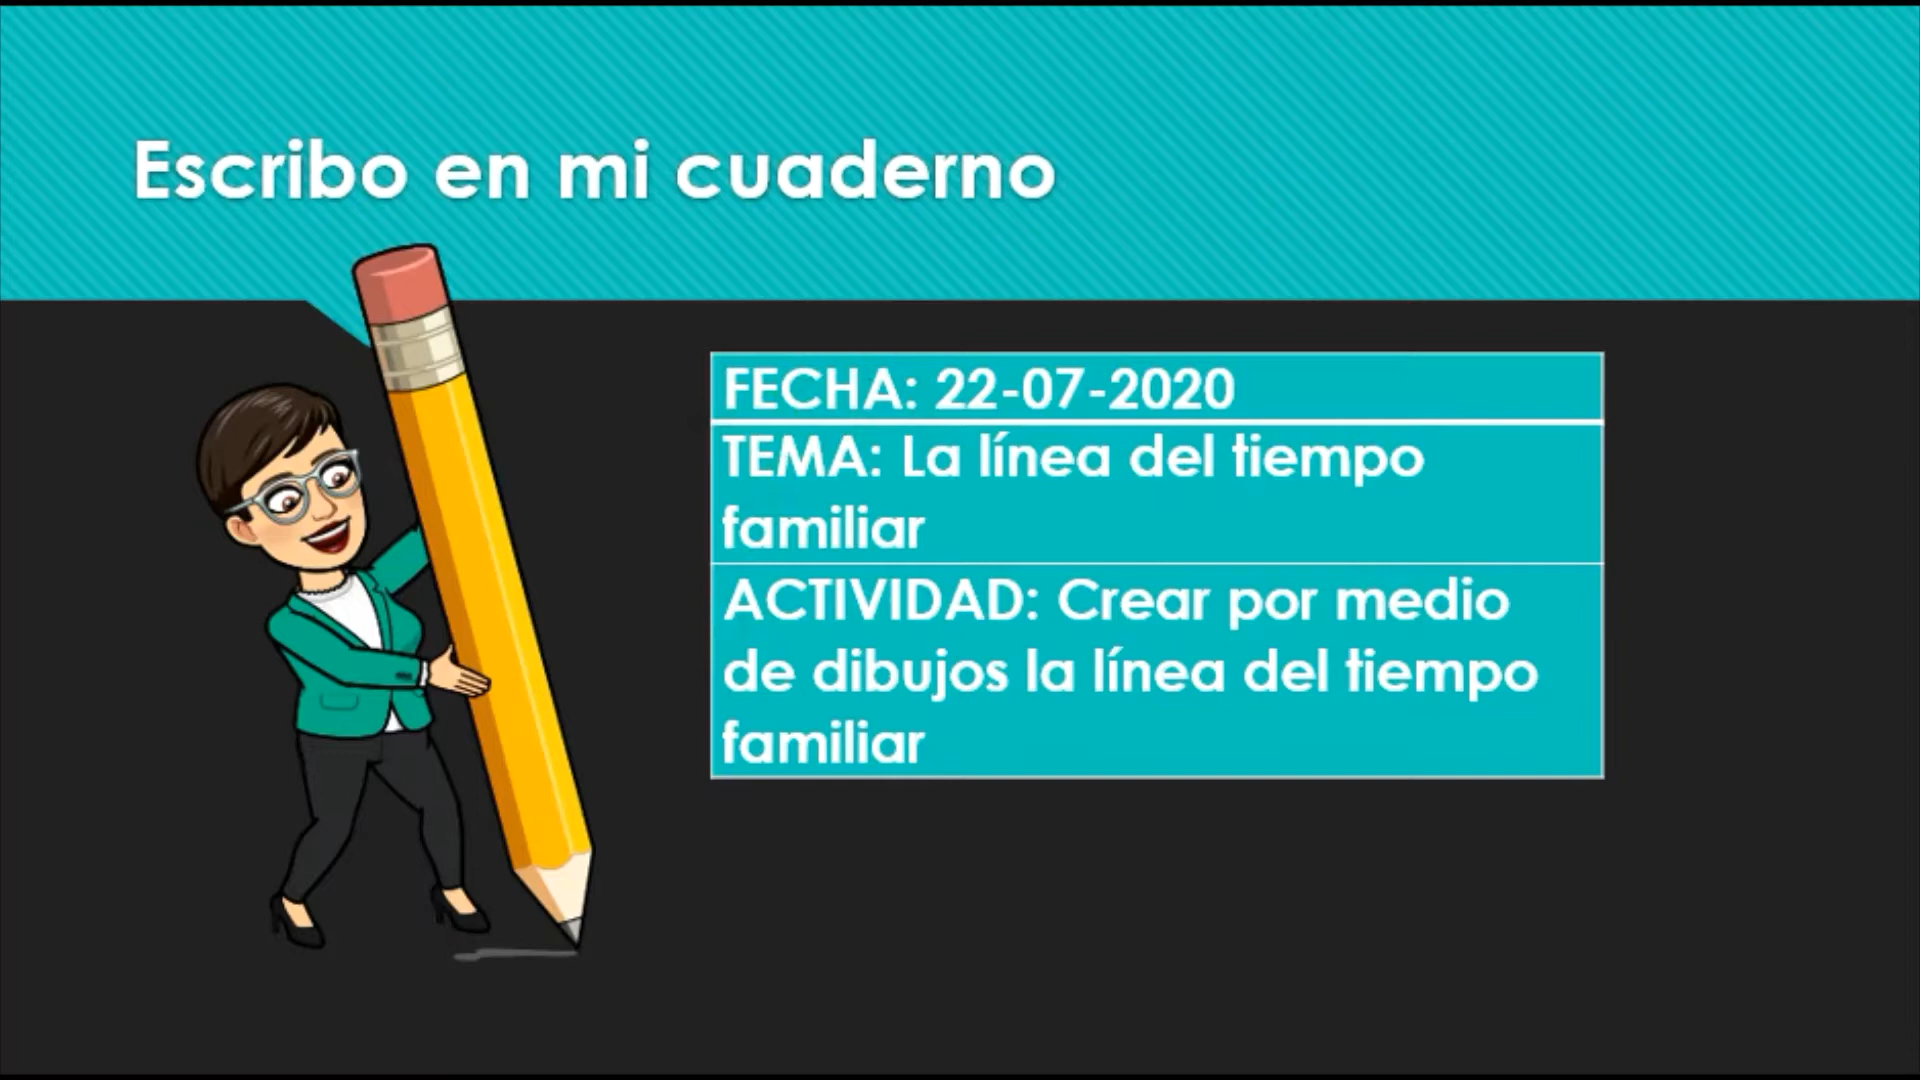 Escribo en mi cuaderno
FECHA: 22-07-2020
TEMA: La línea del tiempo
familiar
ACTIVIDAD: Crear por medio
de dibujos la línea del tiempo
familiar